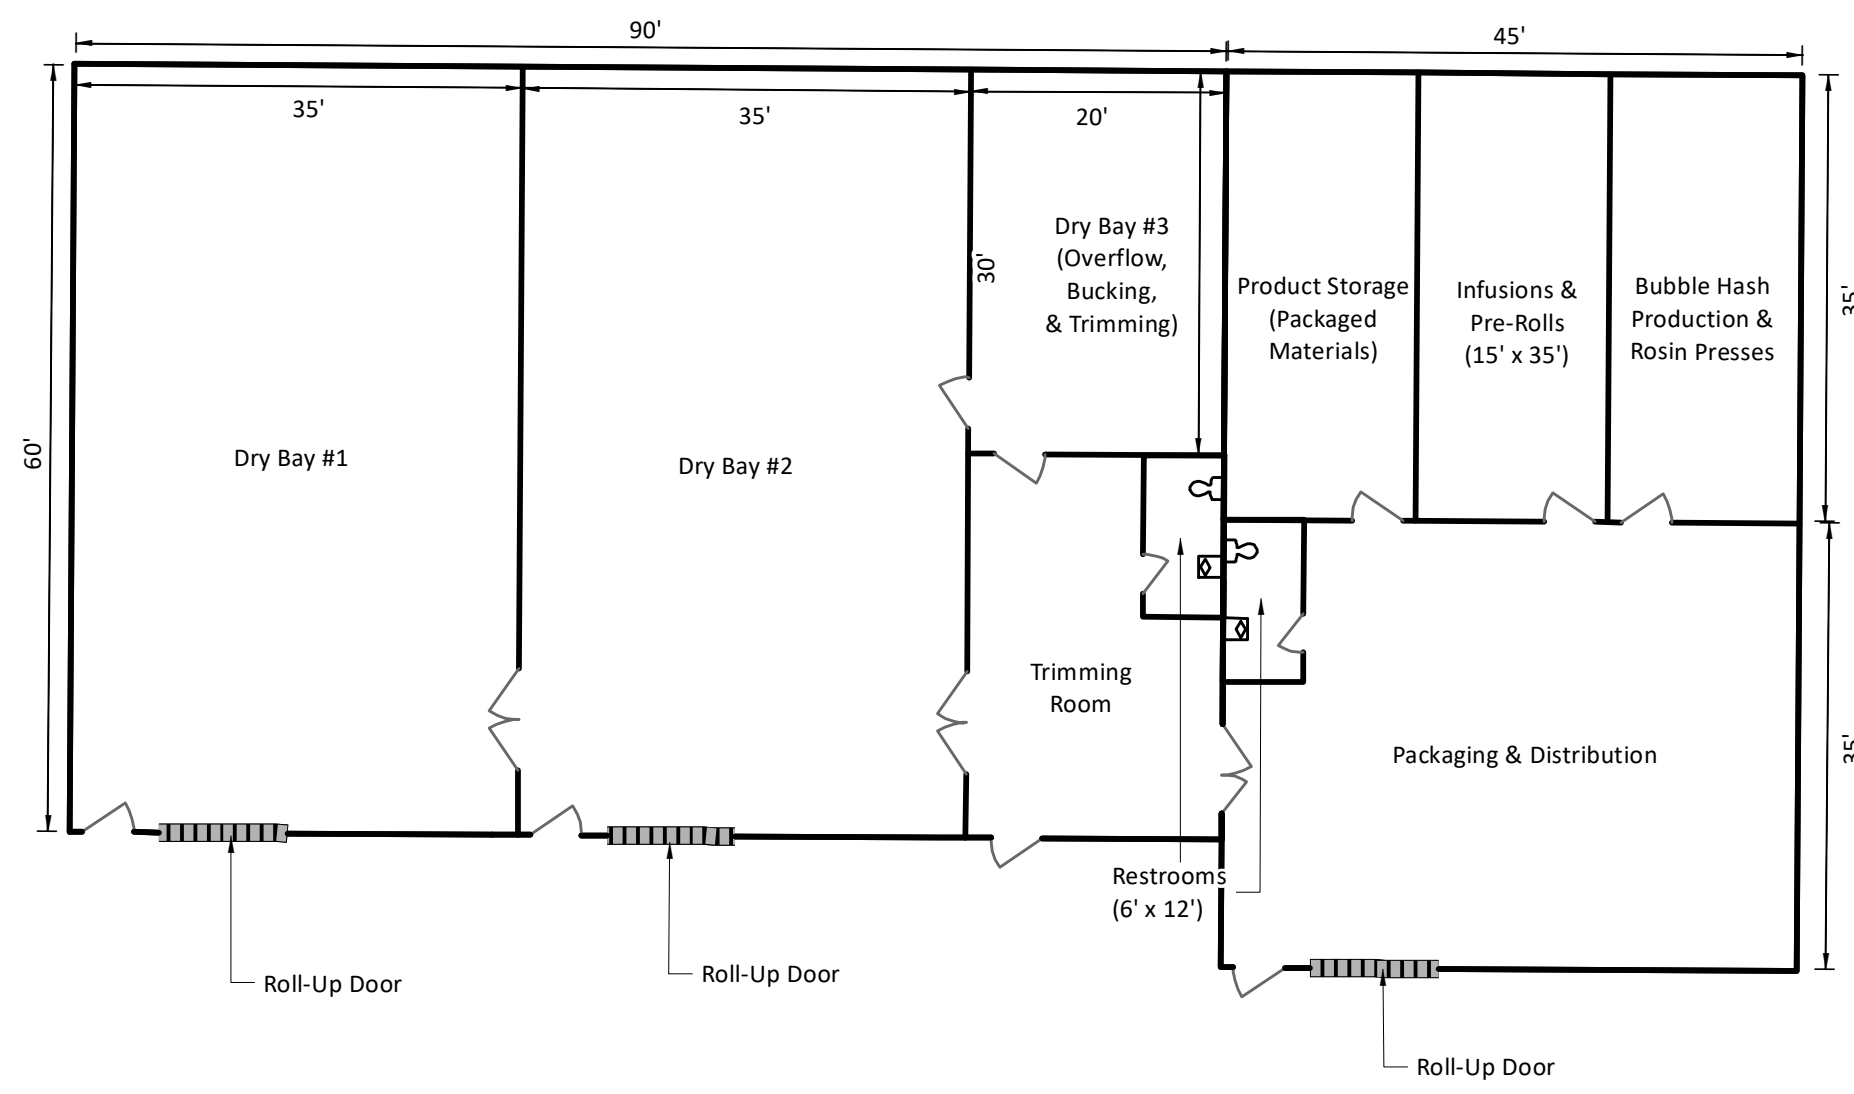 90'
45'
35'
35'
20'
Dry Bay #3
(Overflow,
Bucking,
& Trimming)
30'
Product Storage
(Packaged
Materials)
Infusions &
Pre-Rolls
(15' x 35')
Bubble Hash
Production &
Rosin Presses
35'
60'
Dry Bay #1
Dry Bay #2
Trimming
Room
Packaging & Distribution
35'
Restrooms
(6' x 12')
Roll-Up Door
Roll-Up Door
Roll-Up Door